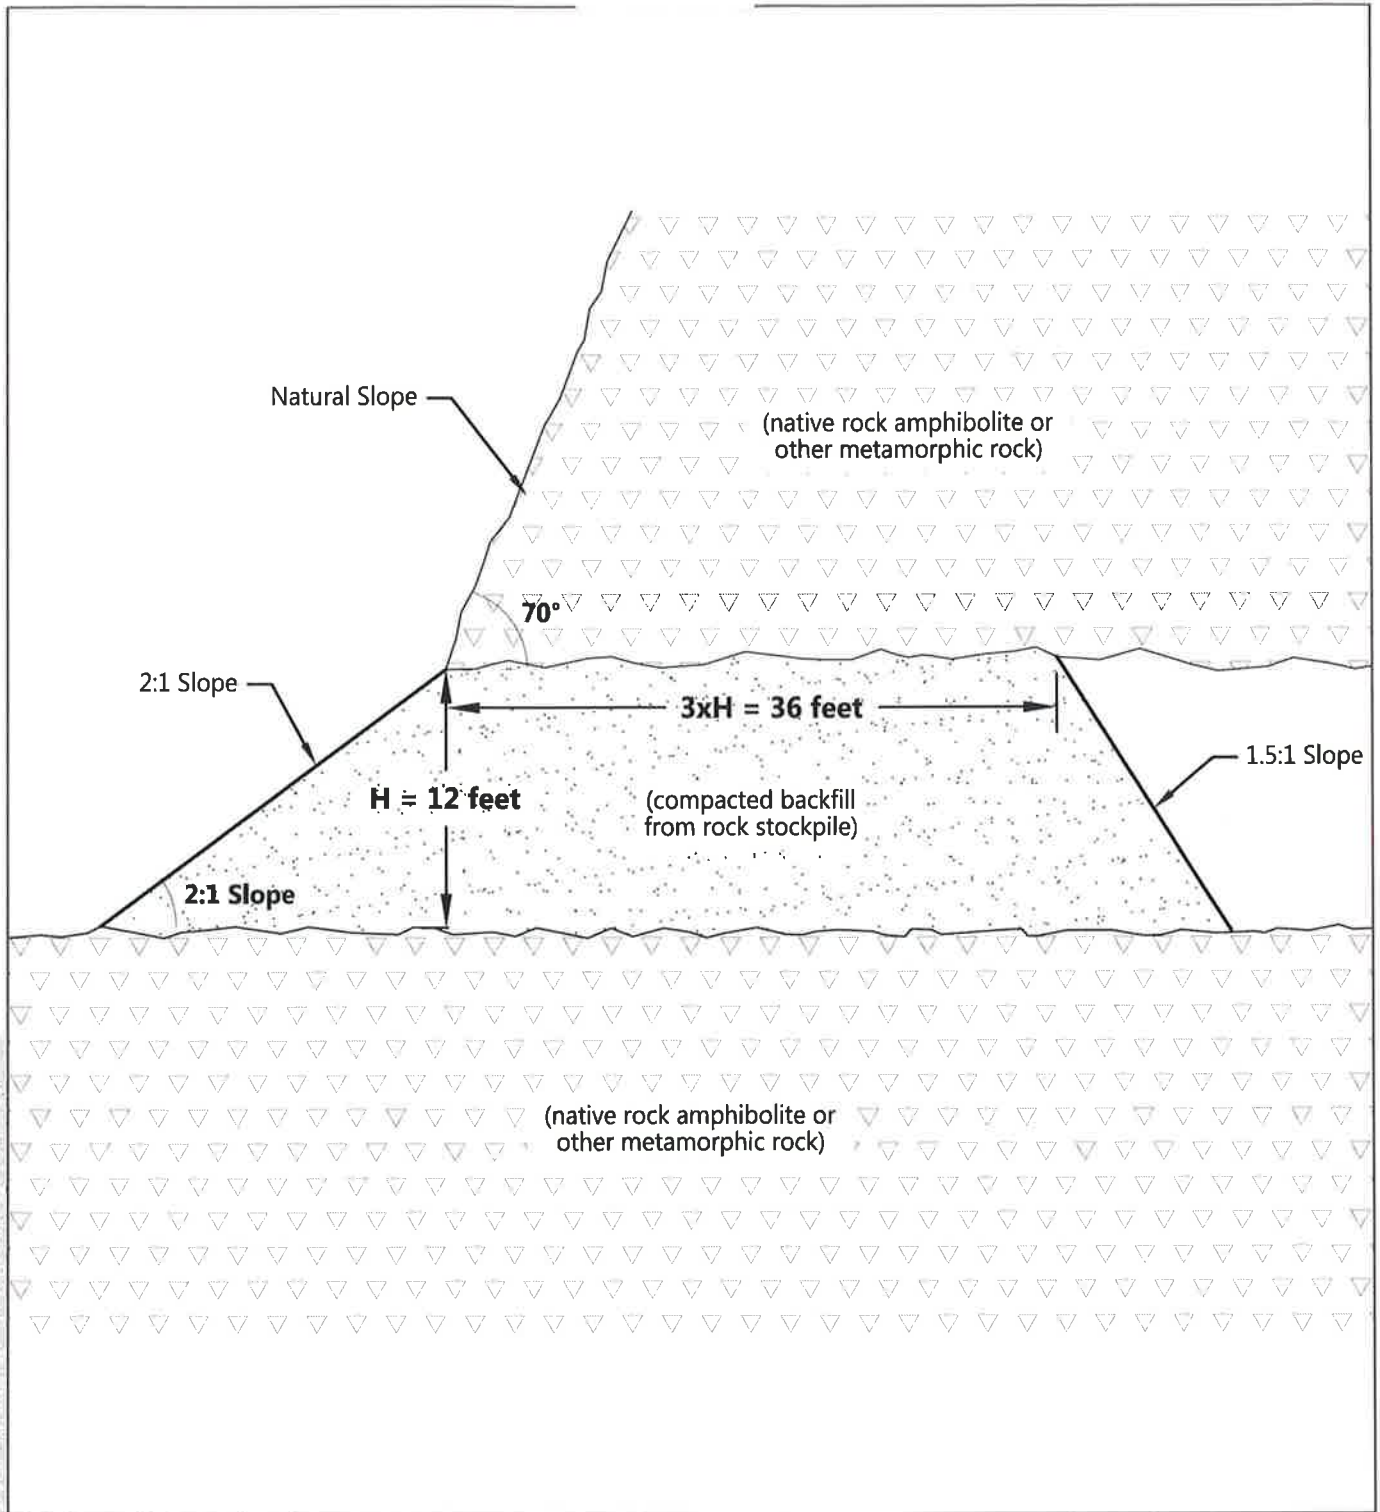 Natural Slope
(native rock amphibolite or
other metamorphic rock)
70°
2:1 Slope
3xH = 36 feet
1.5:1 Slope
H = 12 feet
(compacted backfill
from rock stockpile)
2:1 Slope
(native rock amphibolite or
other metamorphic rock)